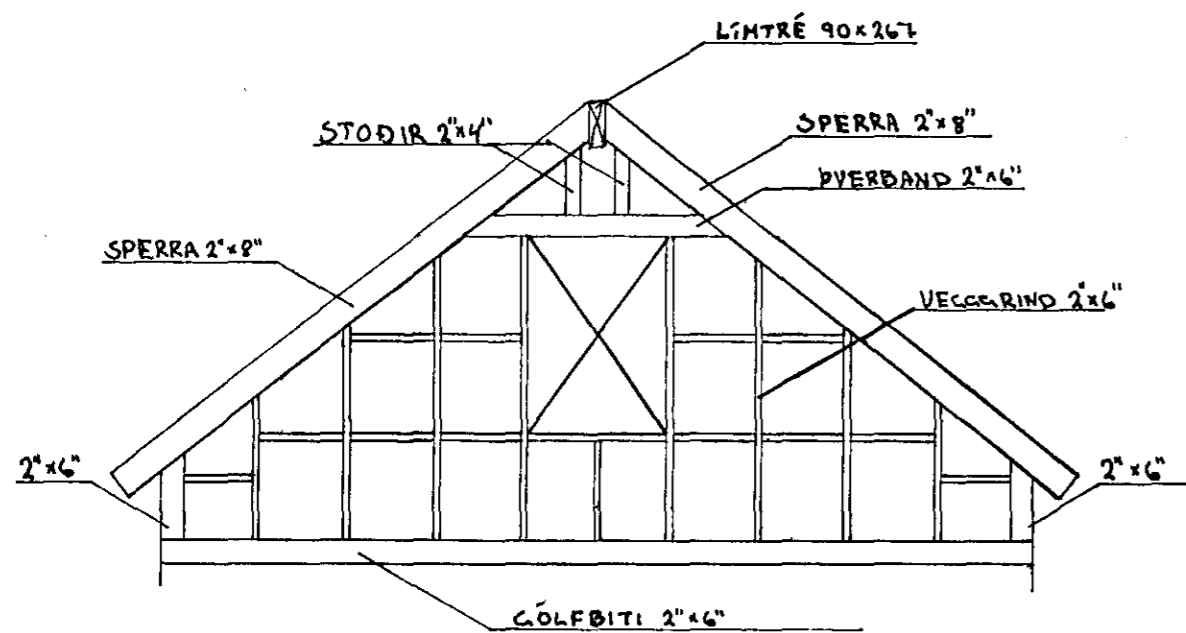 LÍMTRÉ 90×267
STOÐIR 2"×4"
SPERRA 2"×8"
ÞVERBAND 2"×6"
SPERRA 2"×8"
VEGGGRIND 2"×6"
2"×6"
2"×6"
GÓLFBITI 2"×6"